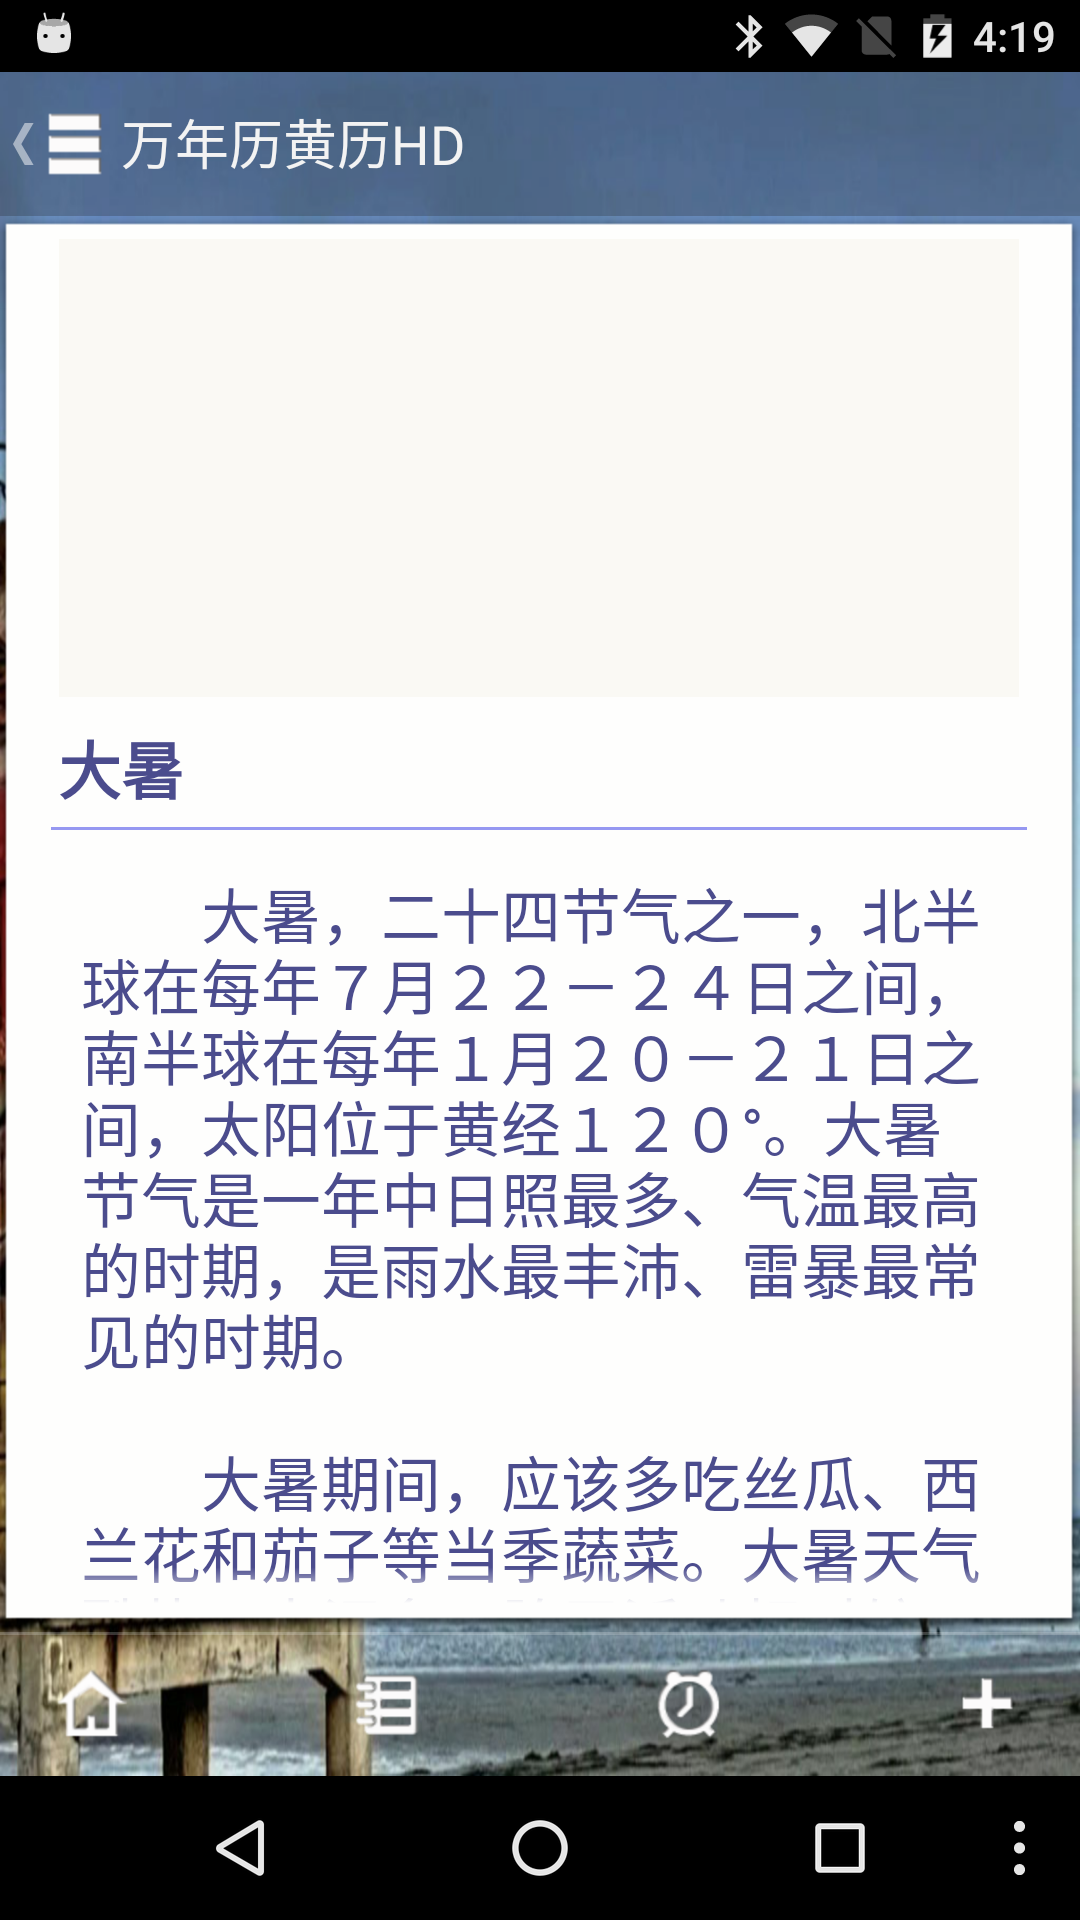 4:19
万年历黄历HD
大暑
大暑，二十四节气之一，北半
球在每年７月２２－２４日之间，
南半球在每年１月２０－２１日之
间，太阳位于黄经１２０°。大暑
节气是一年中日照最多、气温最高
的时期，是雨水最丰沛、雷暴最常
见的时期。
大暑期间，应该多吃丝瓜、西
兰花和茄子等当季蔬菜。大暑天气